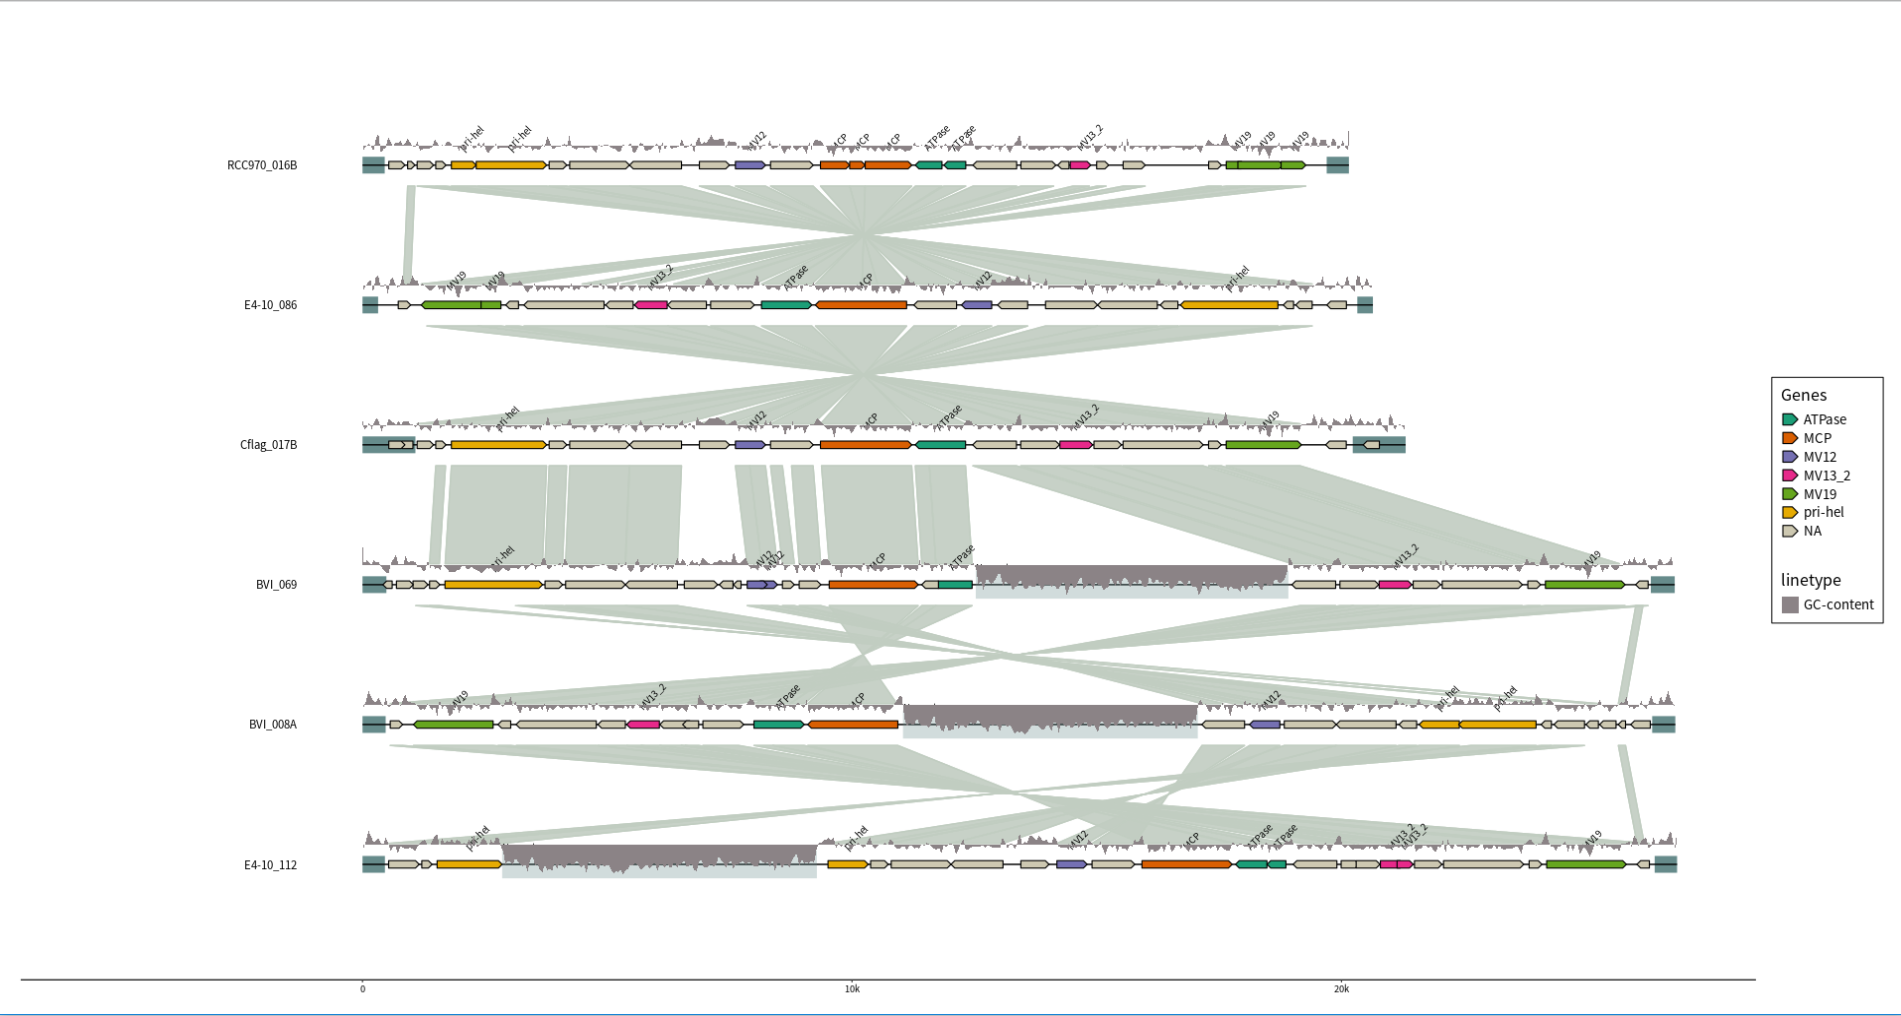 pri-hel pri-hel MV12 MCP MCP MCP ATPase ATPase MV13_2 MV19 MV19 MV19
RCC970_016B
MV19 MV19 MV13_2 ATPase MCP MV12 pri-hel
E4-10_086
pri-hel MV12 MCP ATPase MV13_2 MV19
Cflag_017B
pri-hel MV12 MV12 MCP ATPase MV13_2 MV19
BVI_069
MV19 MV13_2 ATPase MCP MV12 pri-hel pri-hel
BVI_008A
pri-hel pri-hel MV12 MCP ATPase ATPase MV13_2 MV13_2 MV19
E4-10_112
0 10k 20k
Genes
ATPase
MCP
MV12
MV13_2
MV19
pri-hel
NA
linetype
GC-content